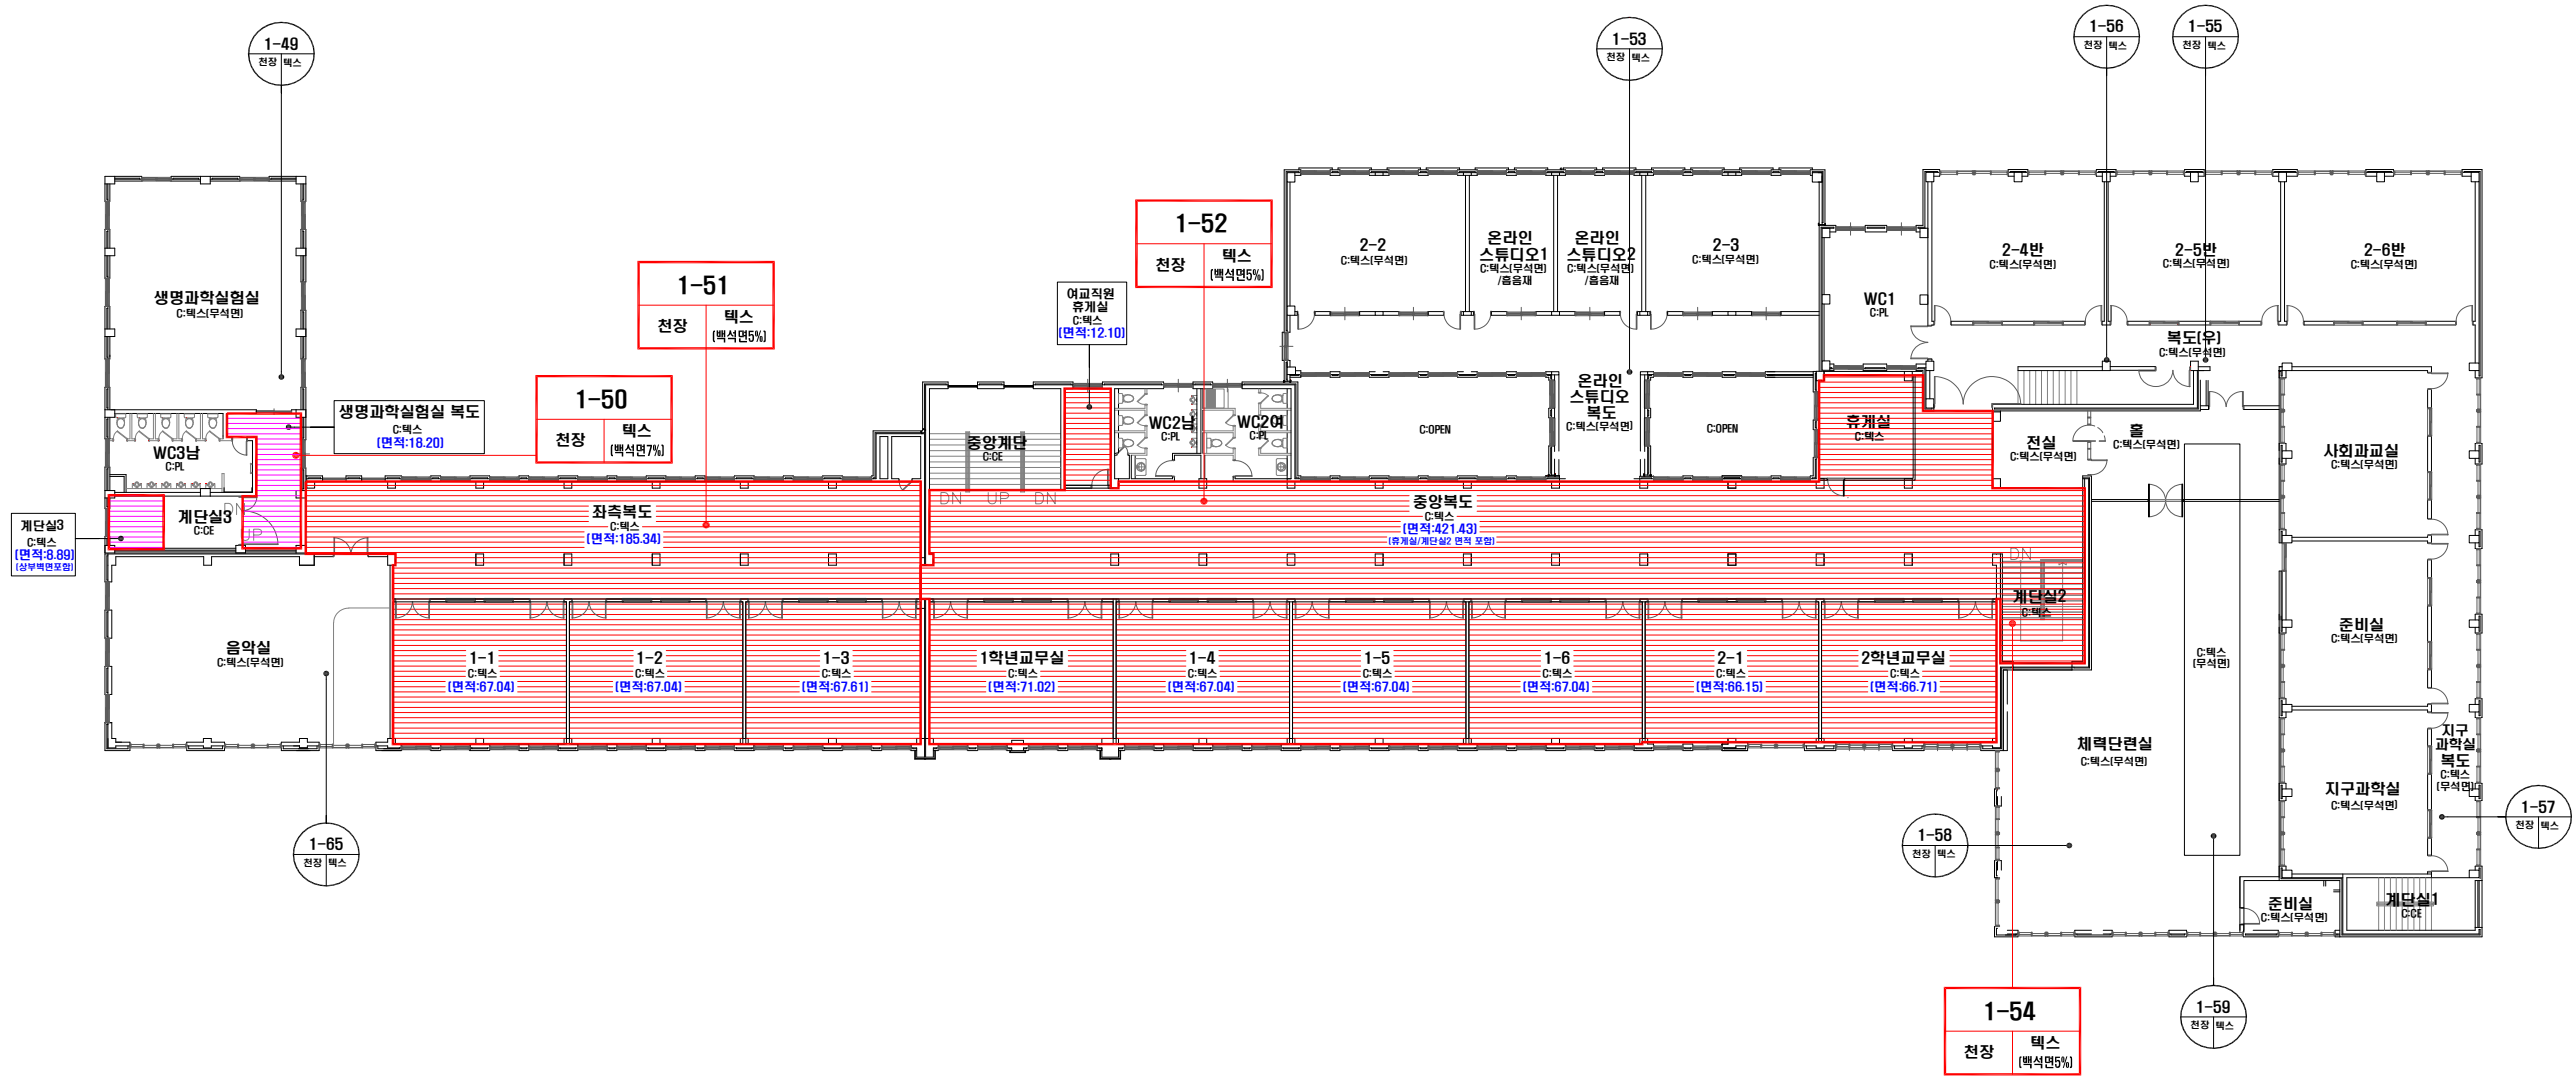 1-49
천장 텍스
1-53
천장 텍스
1-56
천장 텍스
1-55
천장 텍스
1-52
천장
텍스
(백석면5%)
1-51
천장
텍스
(백석면5%)
1-50
천장
텍스
(백석면7%)
생명과학실험실
C:텍스(무석면)
생명과학실험실 복도
C:텍스
(면적:18.20)
여교직원
휴게실
C:텍스
(면적:12.10)
2-2
C:텍스(무석면)
온라인
스튜디오1
C:텍스(무석면)
/흡음재
온라인
스튜디오2
C:텍스(무석면)
/흡음재
2-3
C:텍스(무석면)
WC1
C:PL
2-4반
C:텍스(무석면)
2-5반
C:텍스(무석면)
2-6반
C:텍스(무석면)
복도(우)
C:텍스(무석면)
WC3남
C:PL
계단실3
C:CE
DN
UP
계단실3
C:텍스
(면적:8.89)
(상부벽면포함)
중앙계단
C:CE
DN
UP
DN
WC2남
C:PL
WC2여
C:PL
C:OPEN
온라인
스튜디오
복도
C:텍스(무석면)
C:OPEN
휴게실
C:텍스
전실
C:텍스(무석면)
홀
C:텍스(무석면)
사회과교실
C:텍스(무석면)
좌측복도
C:텍스
(면적:185.34)
중앙복도
C:텍스
(면적:421.43)
(휴게실/계단실2 면적 포함)
DN
계단실2
C:텍스
음악실
C:텍스(무석면)
1-1
C:텍스
(면적:67.04)
1-2
C:텍스
(면적:67.04)
1-3
C:텍스
(면적:67.61)
1학년교무실
C:텍스
(면적:71.02)
1-4
C:텍스
(면적:67.04)
1-5
C:텍스
(면적:67.04)
1-6
C:텍스
(면적:67.04)
2-1
C:텍스
(면적:66.15)
2학년교무실
C:텍스
(면적:66.71)
C:텍스
(무석면)
준비실
C:텍스(무석면)
체력단련실
C:텍스(무석면)
지구
과학실
복도
C:텍스
(무석면)
지구과학실
C:텍스(무석면)
1-65
천장 텍스
1-58
천장 텍스
1-57
천장 텍스
준비실
C:텍스(무석면)
계단실1
C:CE
1-54
천장
텍스
(백석면5%)
1-59
천장 텍스